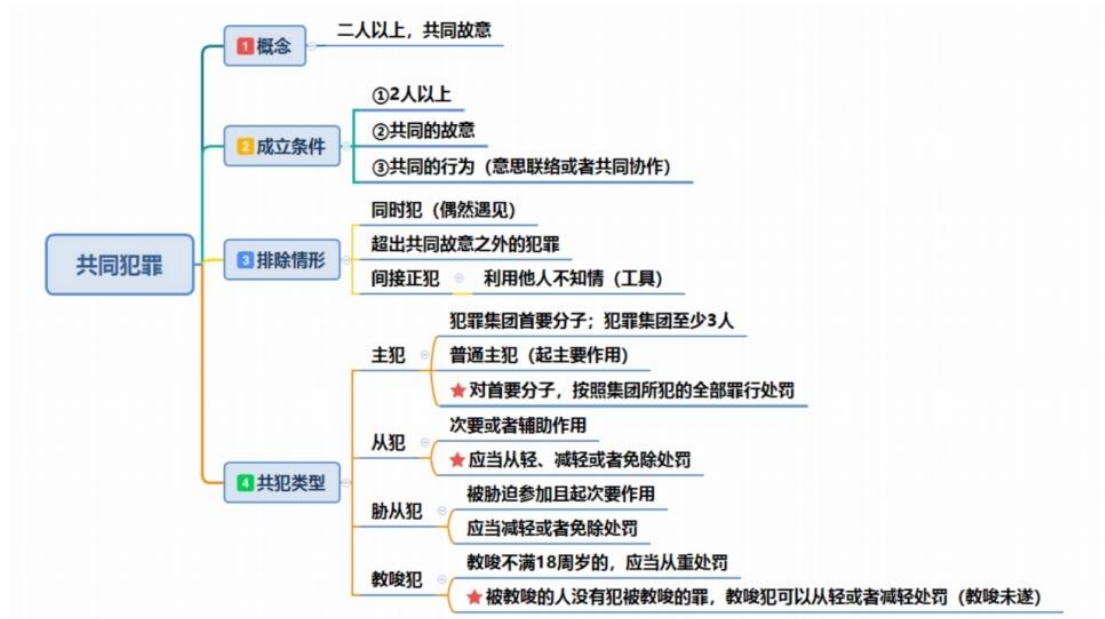 共同犯罪
1 概念
二人以上，共同故意
2 成立条件
①2人以上
②共同的故意
③共同的行为（意思联络或者共同协作）
3 排除情形
同时犯（偶然遇见）
超出共同故意之外的犯罪
间接正犯
利用他人不知情（工具）
4 共犯类型
主犯
犯罪集团首要分子；犯罪集团至少3人
普通主犯（起主要作用）
★对首要分子，按照集团所犯的全部罪行处罚
从犯
次要或者辅助作用
★应当从轻、减轻或者免除处罚
胁从犯
被胁迫参加且起次要作用
应当减轻或者免除处罚
教唆犯
教唆不满18周岁的，应当从重处罚
★被教唆的人没有犯被教唆的罪，教唆犯可以从轻或者减轻处罚（教唆未遂）